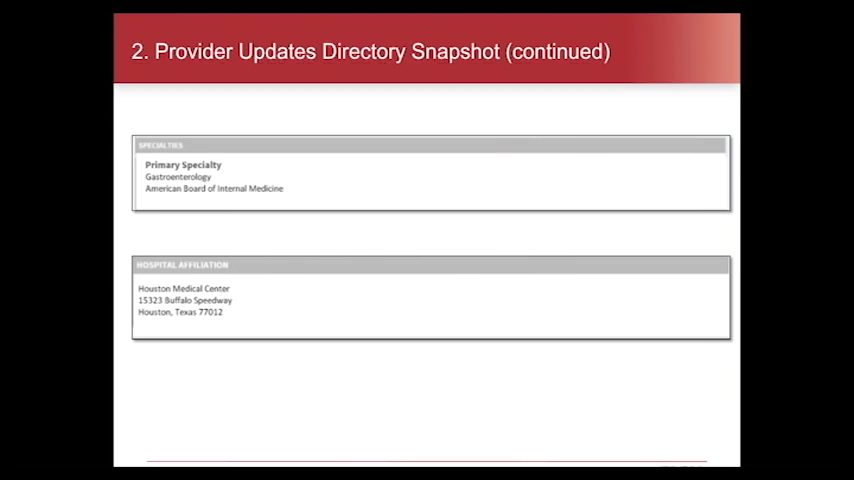 2. Provider Updates Directory Snapshot (continued)
SPECIALTIES
Primary Specialty
Gastroenterology
American Board of Internal Medicine
HOSPITAL AFFILIATION
Houston Medical Center
15323 Buffalo Speedway
Houston, Texas 77012